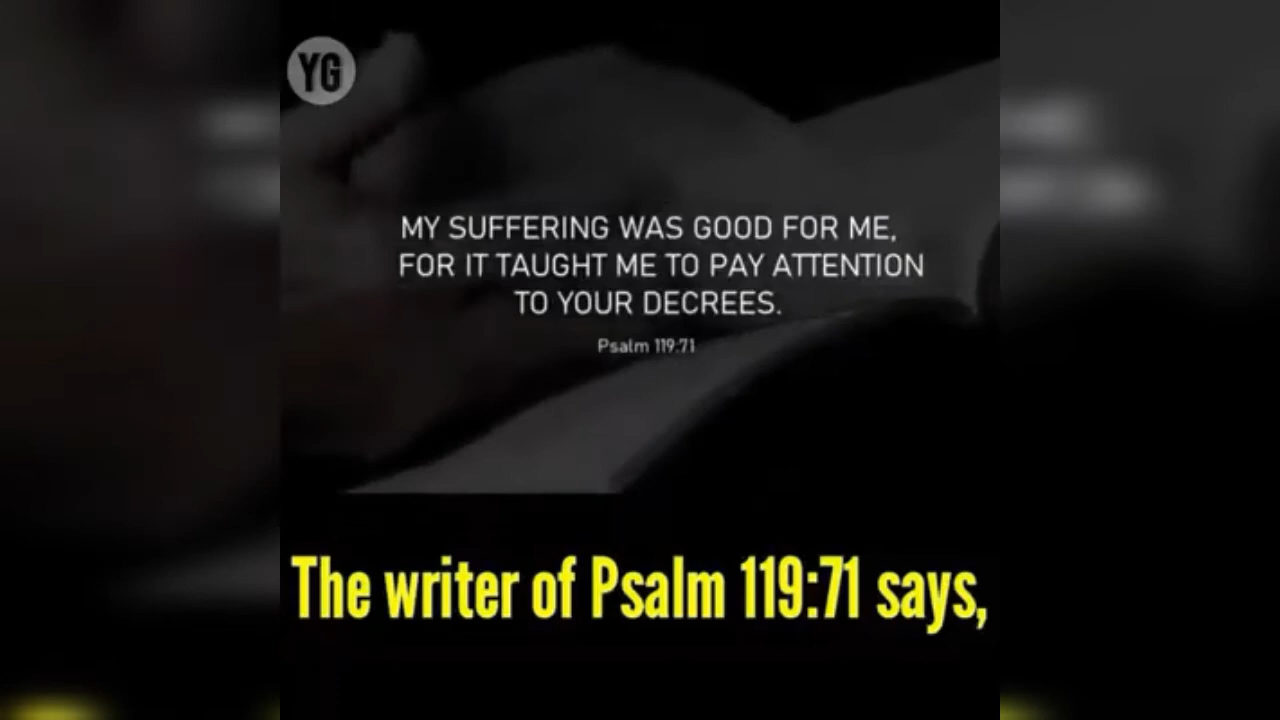 YG
MY SUFFERING WAS GOOD FOR ME,
FOR IT TAUGHT ME TO PAY ATTENTION
TO YOUR DECREES.
Psalm 119:71
The writer of Psalm 119:71 says,